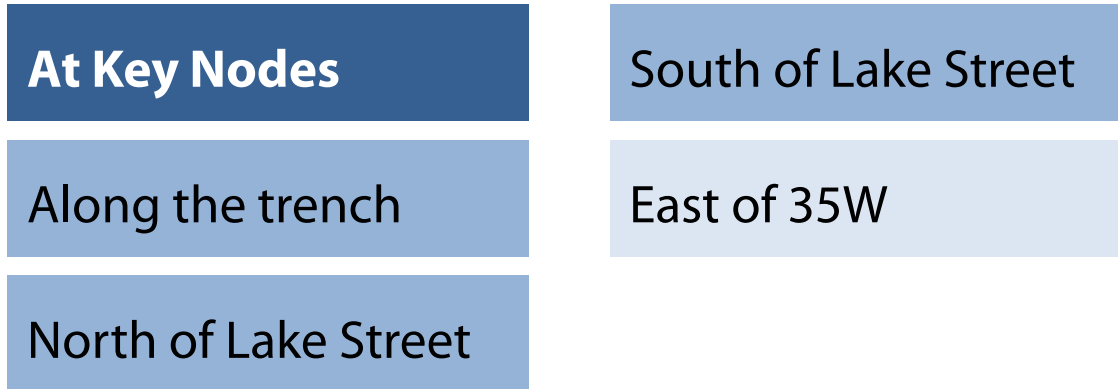 At Key Nodes
Along the trench
North of Lake Street
South of Lake Street
East of 35W